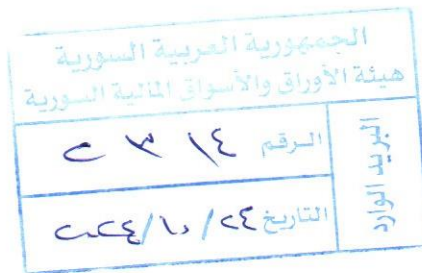 الجمهورية العربية السورية
هيئة الأوراق والأسواق المالية السورية
البريد الوارد
الرقم ٢٣١٤
التاريخ ٢٤/١٠/٢٠٢٤